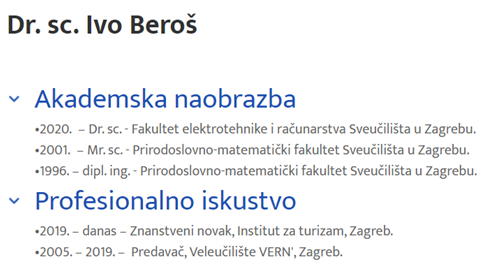 Dr. sc. Ivo Beroš
Akademska naobrazba
•2020. – Dr. sc. - Fakultet elektrotehnike i računarstva Sveučilišta u Zagrebu.
•2001. – Mr. sc. - Prirodoslovno-matematički fakultet Sveučilišta u Zagrebu.
•1996. – dipl. ing. - Prirodoslovno-matematički fakultet Sveučilišta u Zagrebu.
Profesionalno iskustvo
•2019. – danas – Znanstveni novak, Institut za turizam, Zagreb.
•2005. – 2019. – Predavač, Veleučilište VERN', Zagreb.